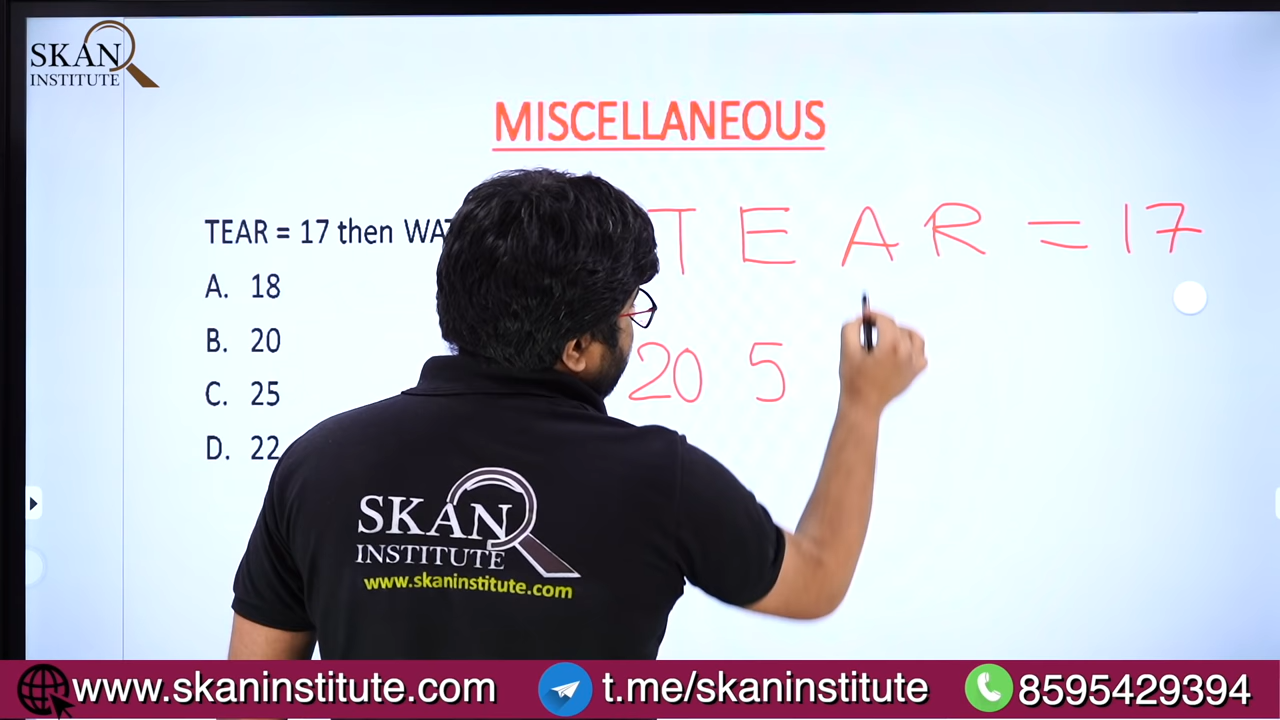 SKAN
INSTITUTE
MISCELLANEOUS
TEAR = 17 then
T E A R = 17
A. 18
B. 20
C. 25
D. 22
20 5
SKAN
INSTITUTE
www.skaninstitute.com
www.skaninstitute.com t.me/skaninstitute 8595429394